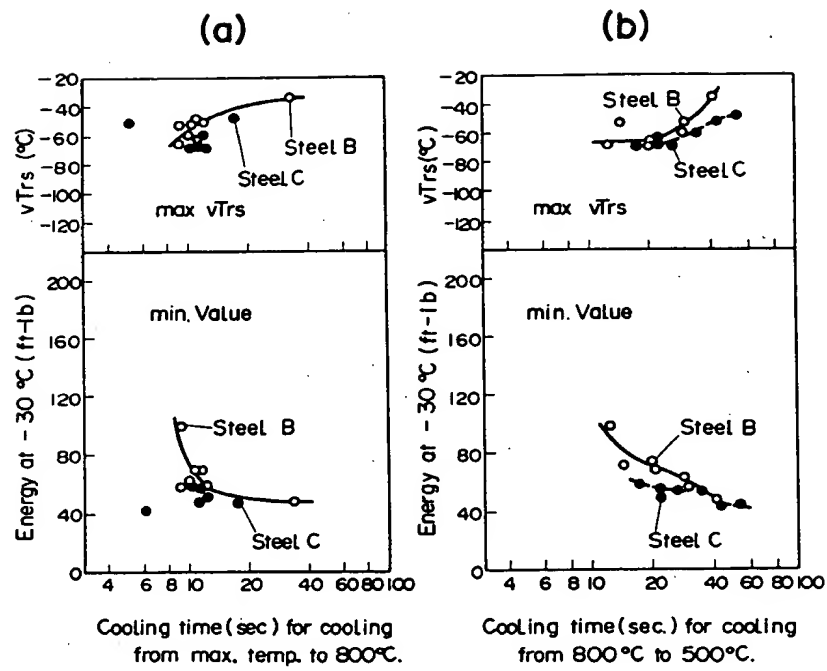 (a)
(b)
-20
-40
-60
-80
-100
-120
vTrs (°C)
Steel B
Steel C
max vTrs
-20
-40
-60
-80
-100
-120
vTrs(°C)
Steel B
Steel C
max vTrs
200
160
120
80
40
0
Energy at - 30 °C (ft-lb)
min. Value
Steel B
Steel C
4 6 8 10 20 40 60 100
200
160
120
80
40
0
Energy at - 30 °C (ft-lb)
min. Value
Steel B
Steel C
4 6 8 10 20 40 60 80 100
Cooling time(sec) for cooling
from max. temp. to 800°C.
Cooling time(sec.) for cooling
from 800°C to 500°C.